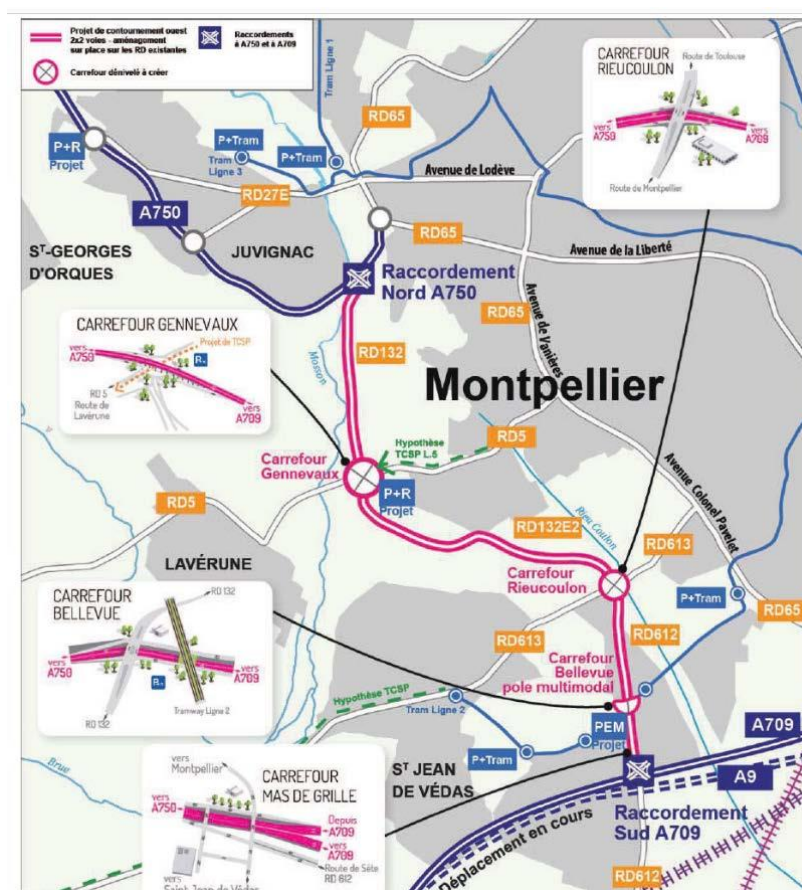 Projet de contournement ouest
2x2 voies - aménagement
sur place sur les RD existantes
Raccordements
à A750 et à A709
Carrefour dénivelé à créer
Tram Ligne 1
CARREFOUR
RIEUCOULON
Route de Toulouse
vers
A750
vers
A709
Route de Montpellier
P+R
Projet
P+Tram
P+Tram
Tram
Ligne 3
RD65
RD27E
Avenue de Lodève
A750
RD65
Avenue de la Liberté
ST-GEORGES
D'ORQUES
JUVIGNAC
Raccordement
Nord A750
RD65
Avenue de Vanières
CARREFOUR GENNEVAUX
vers
A750
Projet de TCSP
RD 5
Route de
Lavérune
vers
A709
Mosson
RD132
Montpellier
Hypothèse
TCSP L.5
RD5
Carrefour
Gennevaux
P+R
Projet
RD5
Avenue Colonel Pavelet
RD132E2
Rieu Coulon
RD613
LAVÉRUNE
Carrefour
Rieucoulon
P+Tram
RD65
CARREFOUR
BELLEVUE
RD 132
vers
A750
vers
A709
RD 132
Tramway Ligne 2
RD613
RD612
Carrefour
Bellevue
pole multimodal
Hypothèse TCSP
Tram Ligne 2
PEM
Projet
P+Tram
A709
A9
ST JEAN
DE VÉDAS
Brue
Raccordement
Sud A709
Déplacement en cours
RD612
vers
Montpellier
CARREFOUR
MAS DE GRILLE
vers
A750
Depuis
A709
vers
A709
Route de Sète
RD 612
vers
Saint Jean de Védas